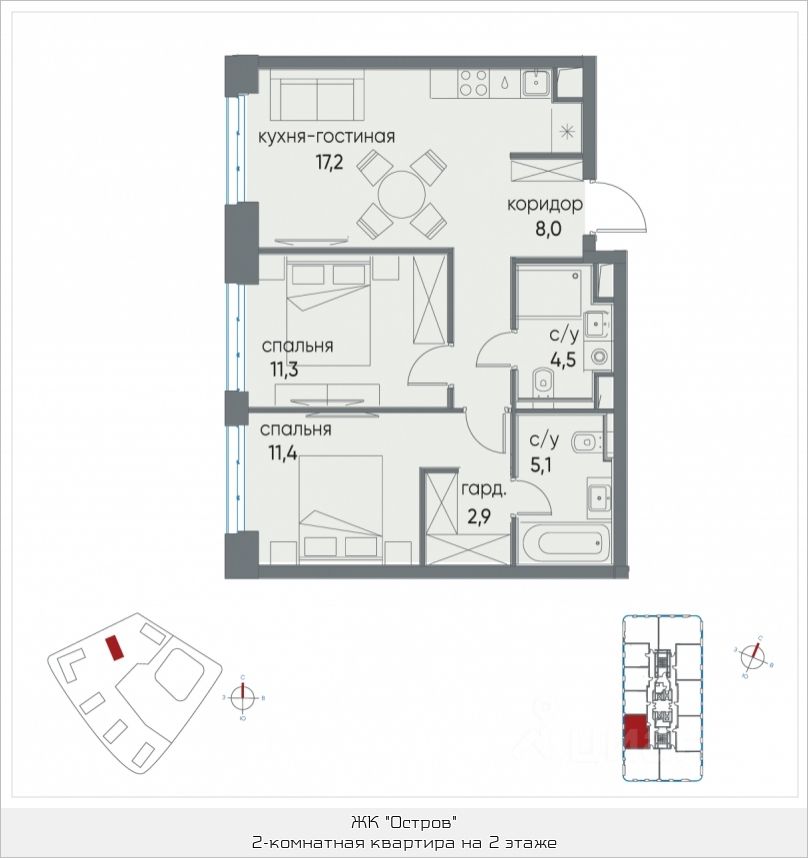 кухня-гостиная
17,2
коридор
8,0
спальня
11,3
с/у
4,5
спальня
11,4
с/у
5,1
гард.
2,9
С
З В
Ю
С
З В
Ю
ЖК "Остров"
2-комнатная квартира на 2 этаже